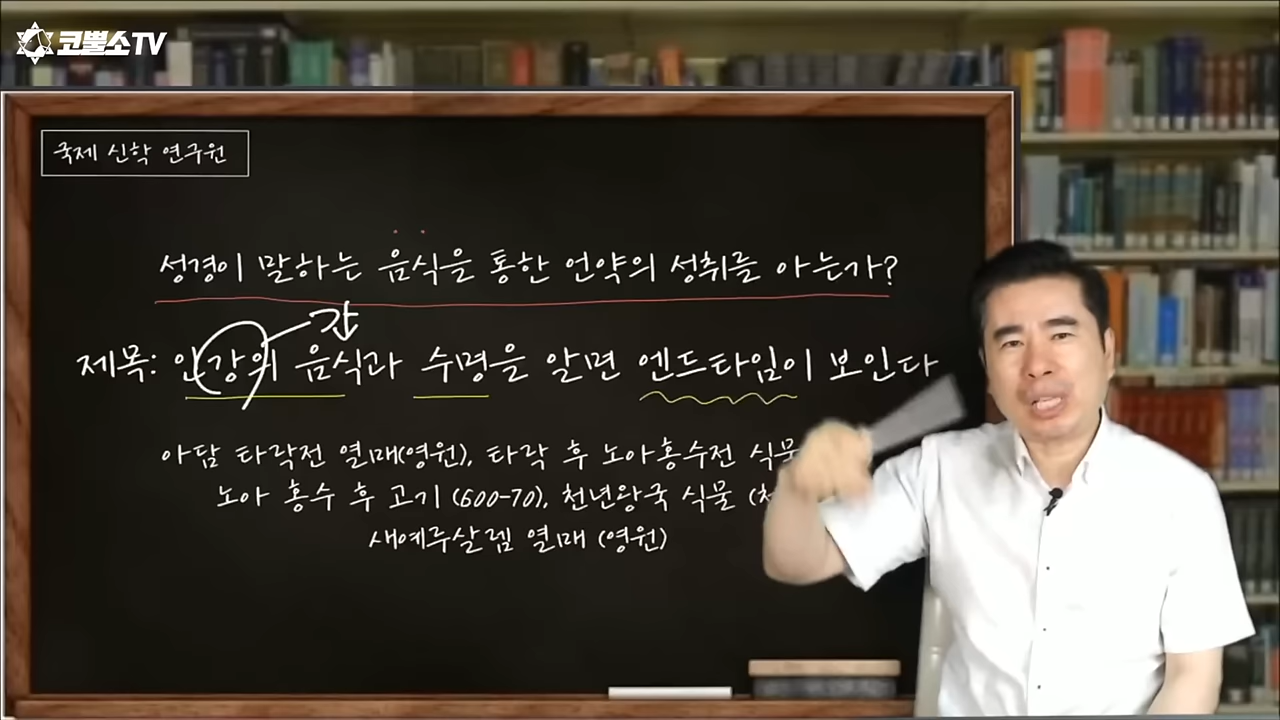 코뿔소TV
국제 신학 연구원
성경이 말하는 음식을 통한 언약의 성취를 아는가?
간
제목: 인강의 음식과 수명을 알면 엔드타임이 보인다
아담 타락전 열매(영원), 타락 후 노아홍수전 식물
노아 홍수 후 고기 (600-70), 천년왕국 식물
새예루살렘 열매 (영원)